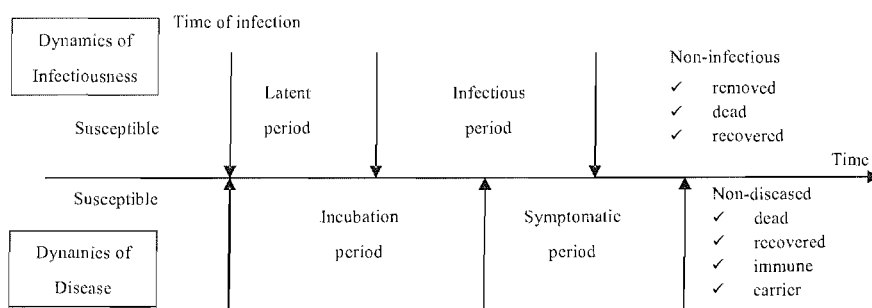 Time of infection
Dynamics of
Infectiousness
Non-infectious
Latent
period
Infectious
period
✓ removed
✓ dead
✓ recovered
Susceptible
Time
Susceptible
Incubation
period
Symptomatic
period
Non-diseased
✓ dead
✓ recovered
✓ immune
✓ carrier
Dynamics of
Disease